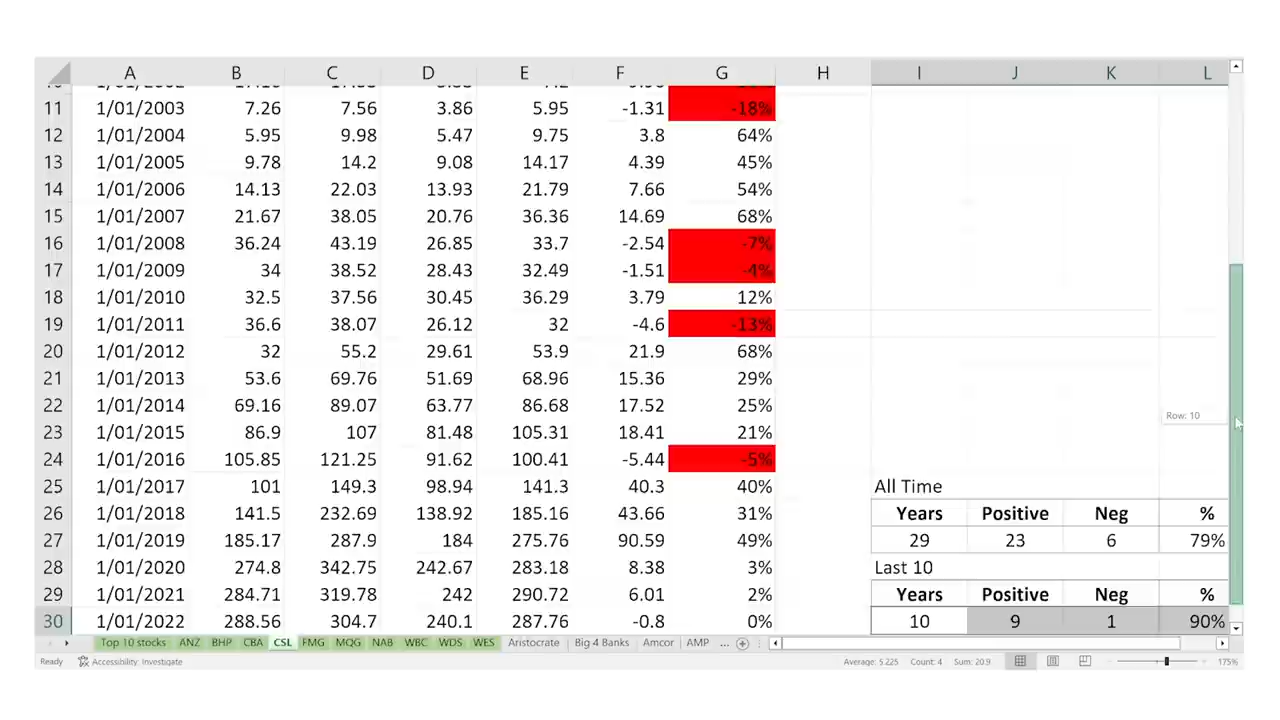 A B C D E F G H I J K L
11 1/01/2003 7.26 7.56 3.86 5.95 -1.31 -18%
12 1/01/2004 5.95 9.98 5.47 9.75 3.8 64%
13 1/01/2005 9.78 14.2 9.08 14.17 4.39 45%
14 1/01/2006 14.13 22.03 13.93 21.79 7.66 54%
15 1/01/2007 21.67 38.05 20.76 36.36 14.69 68%
16 1/01/2008 36.24 43.19 26.85 33.7 -2.54 -7%
17 1/01/2009 34 38.52 28.43 32.49 -1.51 -4%
18 1/01/2010 32.5 37.56 30.45 36.29 3.79 12%
19 1/01/2011 36.6 38.07 26.12 32 -4.6 -13%
20 1/01/2012 32 55.2 29.61 53.9 21.9 68%
21 1/01/2013 53.6 69.76 51.69 68.96 15.36 29%
22 1/01/2014 69.16 89.07 63.77 86.68 17.52 25%
Row: 10
23 1/01/2015 86.9 107 81.48 105.31 18.41 21%
24 1/01/2016 105.85 121.25 91.62 100.41 -5.44 -5%
25 1/01/2017 101 149.3 98.94 141.3 40.3 40% All Time
26 1/01/2018 141.5 232.69 138.92 185.16 43.66 31% Years Positive Neg %
27 1/01/2019 185.17 287.9 184 275.76 90.59 49% 29 23 6 79%
28 1/01/2020 274.8 342.75 242.67 283.18 8.38 3% Last 10
29 1/01/2021 284.71 319.78 242 290.72 6.01 2% Years Positive Neg %
30 1/01/2022 288.56 304.7 240.1 287.76 -0.8 0% 10 9 1 90%
Top 10 stocks ANZ BHP CBA CSL FMG MQG NAB WBC WDS WES Aristocrate Big 4 Banks Amcor AMP ...
Ready Accessibility: Investigate Average: 5.225 Count: 4 Sum: 20.9 175%